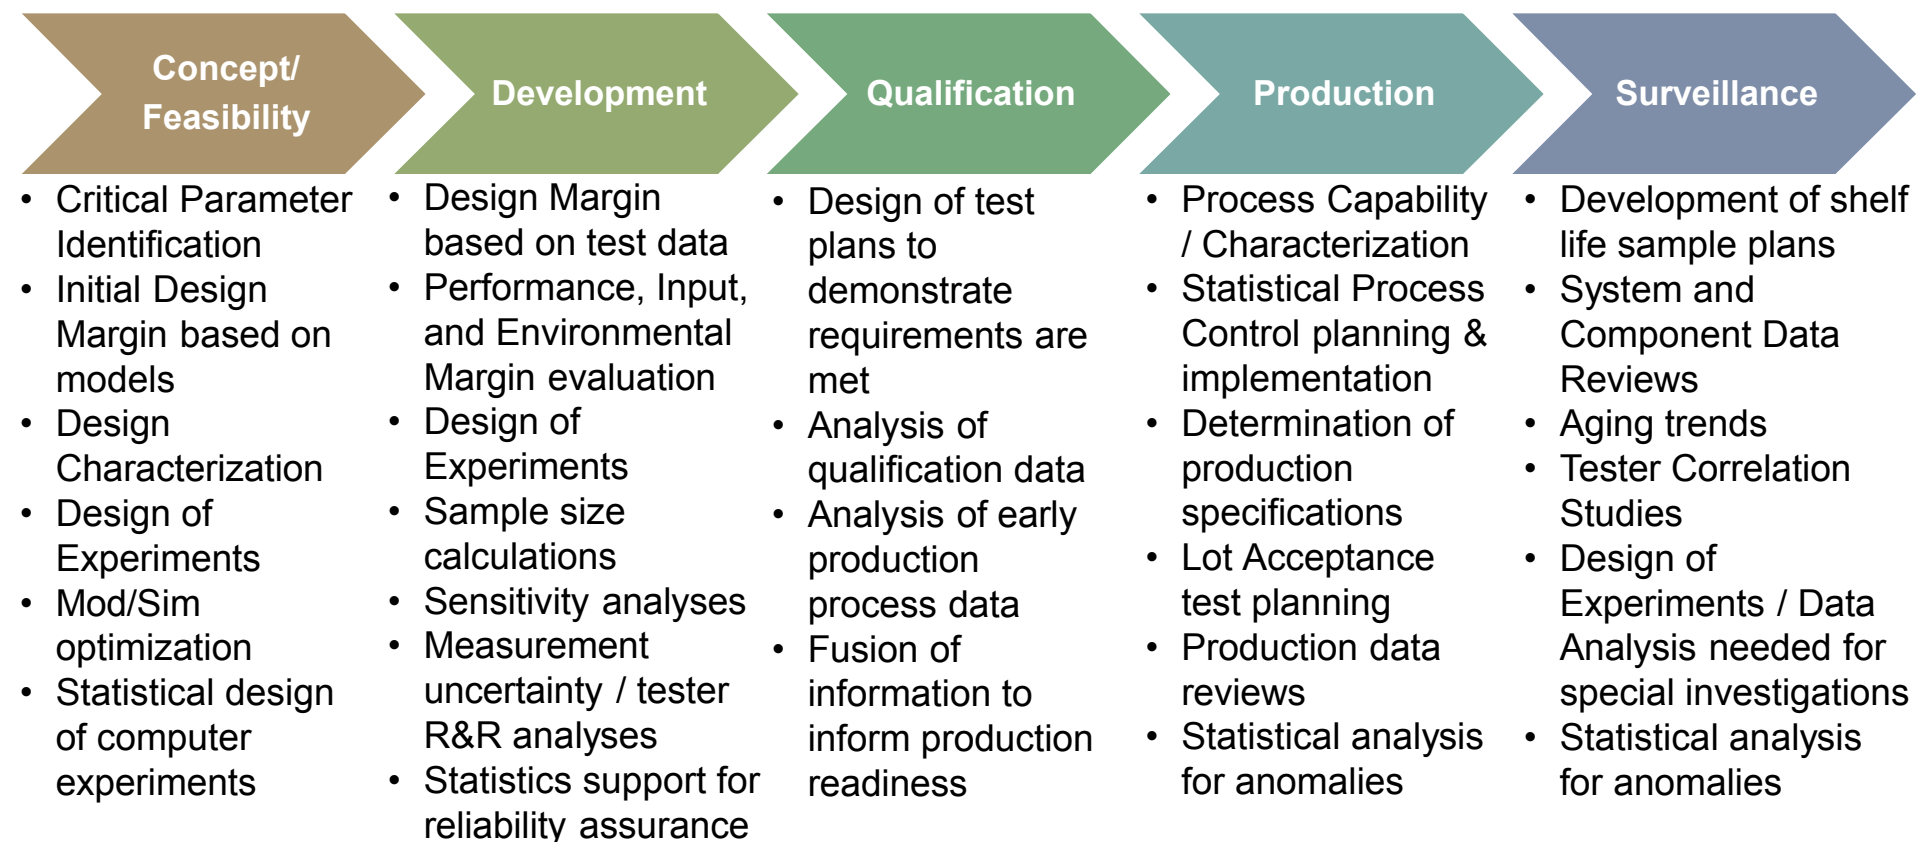 Concept/
Feasibility
Development
Qualification
Production
Surveillance
• Critical Parameter
Identification
• Initial Design
Margin based on
models
• Design
Characterization
• Design of
Experiments
• Mod/Sim
optimization
• Statistical design
of computer
experiments
• Design Margin
based on test data
• Performance, Input,
and Environmental
Margin evaluation
• Design of
Experiments
• Sample size
calculations
• Sensitivity analyses
• Measurement
uncertainty / tester
R&R analyses
• Statistics support for
reliability assurance
• Design of test
plans to
demonstrate
requirements are
met
• Analysis of
qualification data
• Analysis of early
production
process data
• Fusion of
information to
inform production
readiness
• Process Capability
/ Characterization
• Statistical Process
Control planning &
implementation
• Determination of
production
specifications
• Lot Acceptance
test planning
• Production data
reviews
• Statistical analysis
for anomalies
• Development of shelf
life sample plans
• System and
Component Data
Reviews
• Aging trends
• Tester Correlation
Studies
• Design of
Experiments / Data
Analysis needed for
special investigations
• Statistical analysis
for anomalies